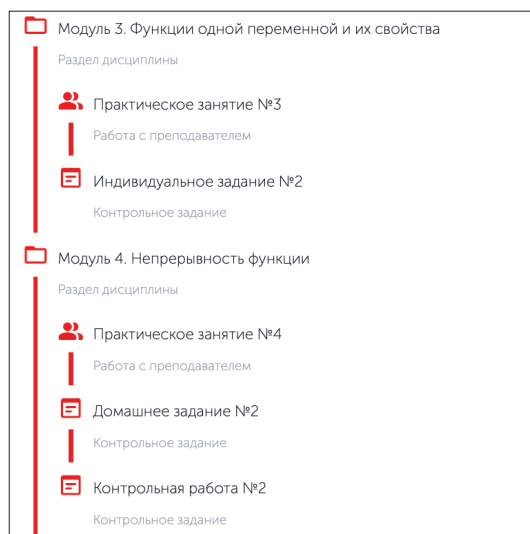 Модуль 3. Функции одной переменной и их свойства
Раздел дисциплины
Практическое занятие №3
Работа с преподавателем
Индивидуальное задание №2
Контрольное задание
Модуль 4. Непрерывность функции
Раздел дисциплины
Практическое занятие №4
Работа с преподавателем
Домашнее задание №2
Контрольное задание
Контрольная работа №2
Контрольное задание